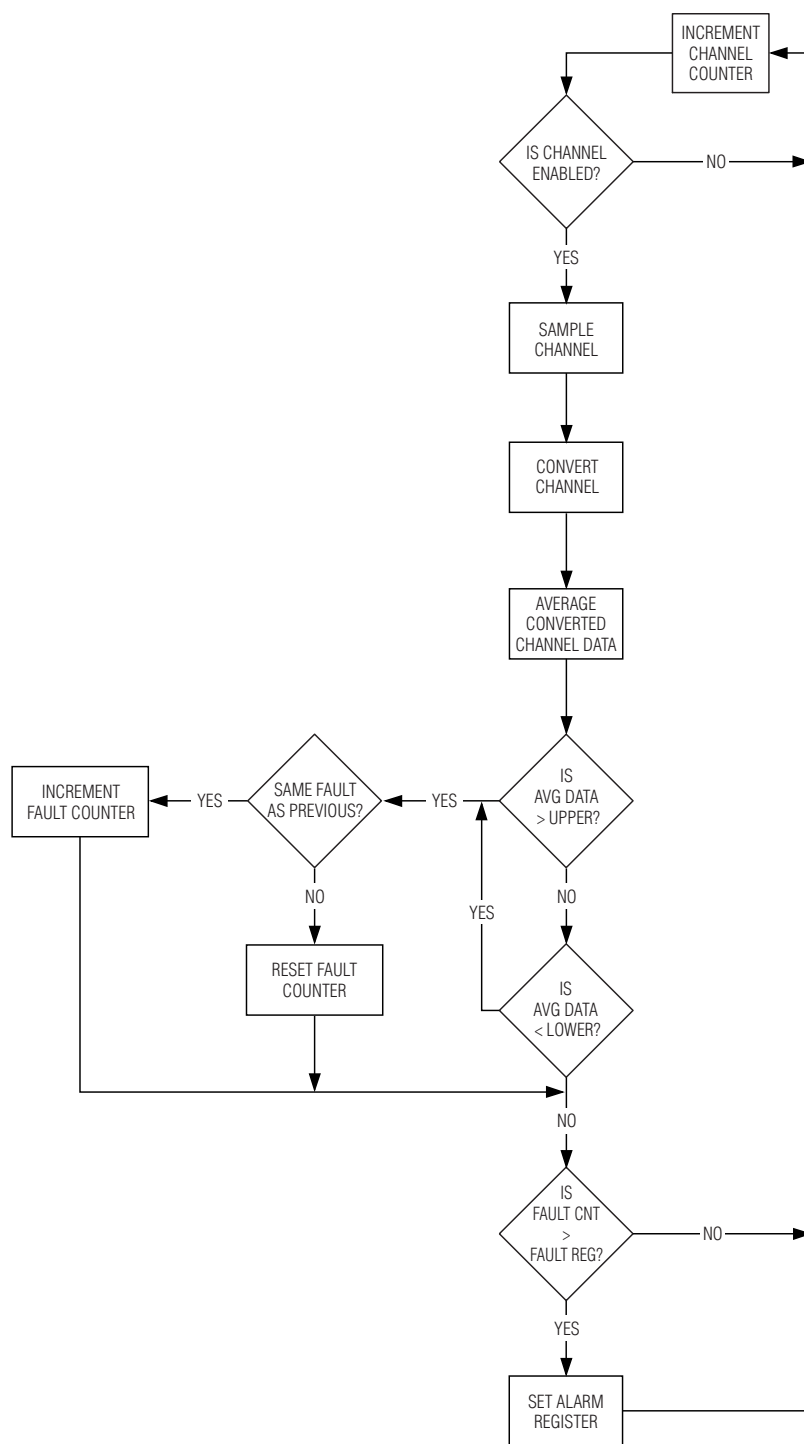 INCREMENT
CHANNEL
COUNTER
IS CHANNEL
ENABLED?
NO
YES
SAMPLE
CHANNEL
CONVERT
CHANNEL
AVERAGE
CONVERTED
CHANNEL DATA
INCREMENT
FAULT COUNTER
YES
SAME FAULT
AS PREVIOUS?
YES
IS
AVG DATA
> UPPER?
NO
YES
NO
RESET FAULT
COUNTER
IS
AVG DATA
< LOWER?
NO
IS
FAULT CNT
>
FAULT REG?
NO
YES
SET ALARM
REGISTER